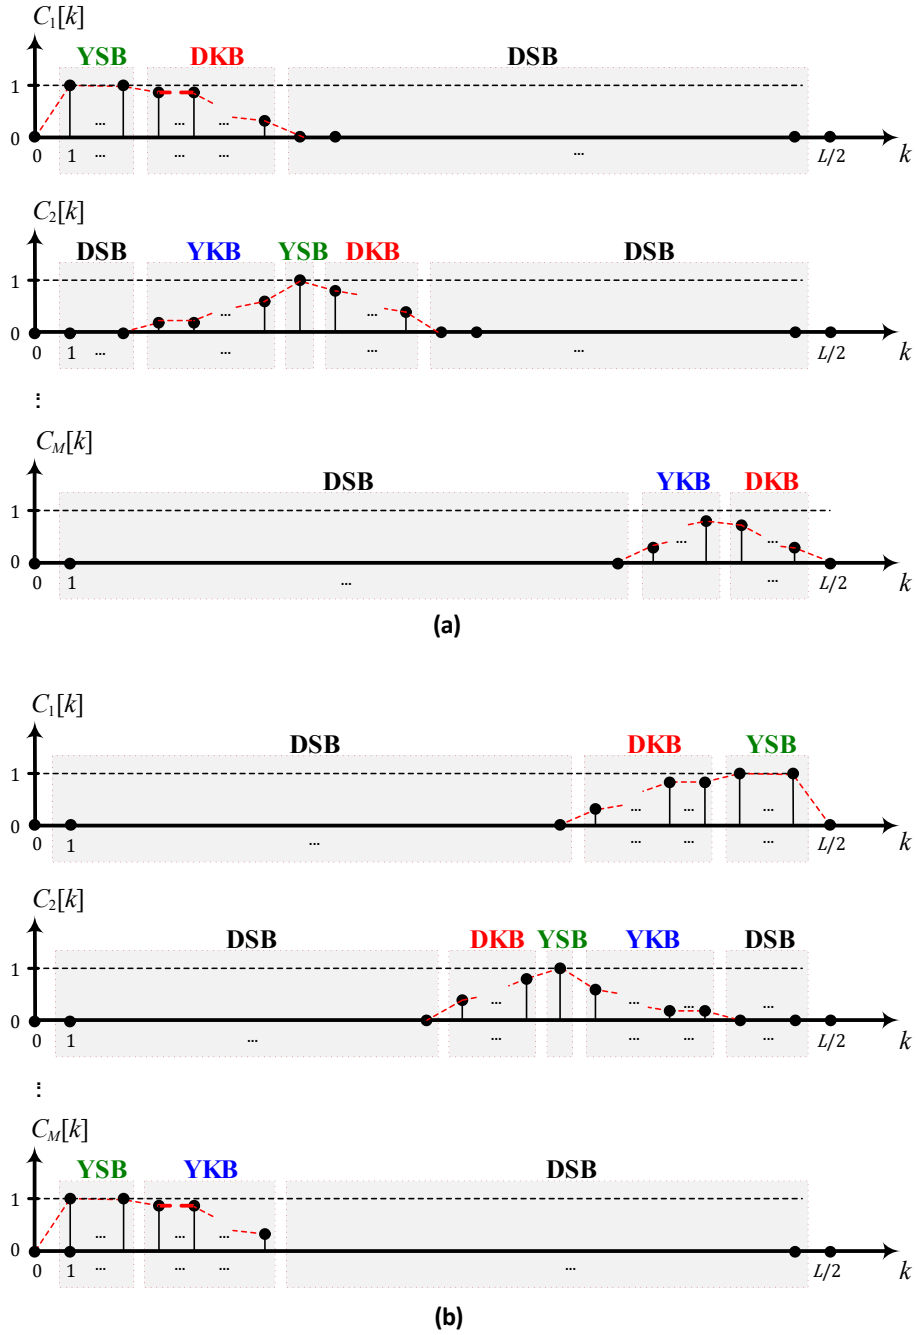 C1[k]
YSB DKB DSB
1
... ... ...
0
0 1 ... ... ... ... L/2 k
C2[k]
DSB YKB YSB DKB DSB
1
... ...
0
0 1 ... ... ... ... L/2 k
⋮
CM[k]
DSB YKB DKB
1
... ...
0
0 1 ... ... L/2 k
(a)
C1[k]
DSB DKB YSB
1
... ... ...
0
0 1 ... ... ... ... L/2 k
C2[k]
DSB DKB YSB YKB DSB
1
... ... ... ...
0
0 1 ... ... ... ... ... L/2 k
⋮
CM[k]
YSB YKB DSB
1
... ... ...
0
0 1 ... ... ... ... L/2 k
(b)